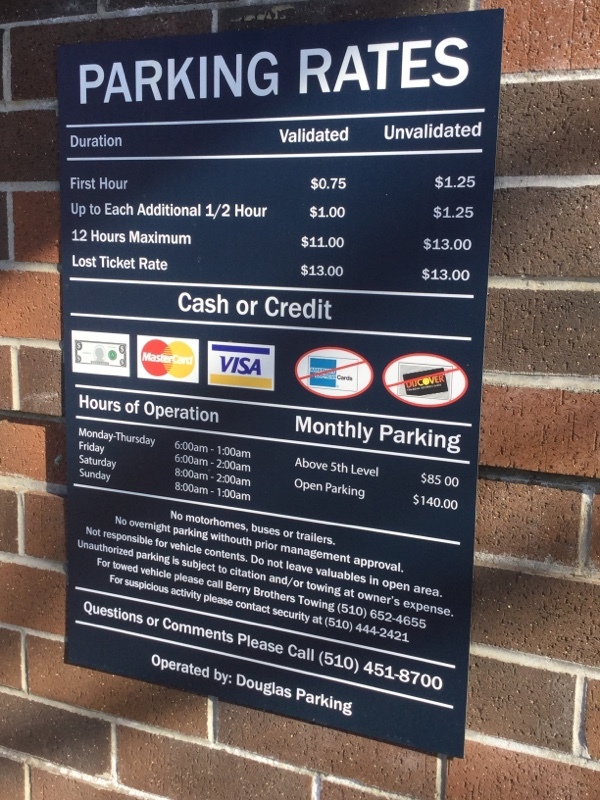 PARKING RATES
Duration Validated Unvalidated
First Hour $0.75 $1.25
Up to Each Additional 1/2 Hour $1.00 $1.25
12 Hours Maximum $11.00 $13.00
Lost Ticket Rate $13.00 $13.00
Cash or Credit
MasterCard VISA AMERICAN EXPRESS Cards DISCOVER
Hours of Operation
Monday-Thursday 6:00am - 1:00am
Friday 6:00am - 2:00am
Saturday 8:00am - 2:00am
Sunday 8:00am - 1:00am
Monthly Parking
Above 5th Level $85 00
Open Parking $140.00
No motorhomes, buses or trailers.
No overnight parking withouth prior management approval.
Not responsible for vehicle contents. Do not leave valuables in open area.
Unauthorized parking is subject to citation and/or towing at owner's expense.
For towed vehicle please call Berry Brothers Towing (510) 652-4655
For suspicious activity please contact security at (510) 444-2421
Questions or Comments Please Call (510) 451-8700
Operated by: Douglas Parking